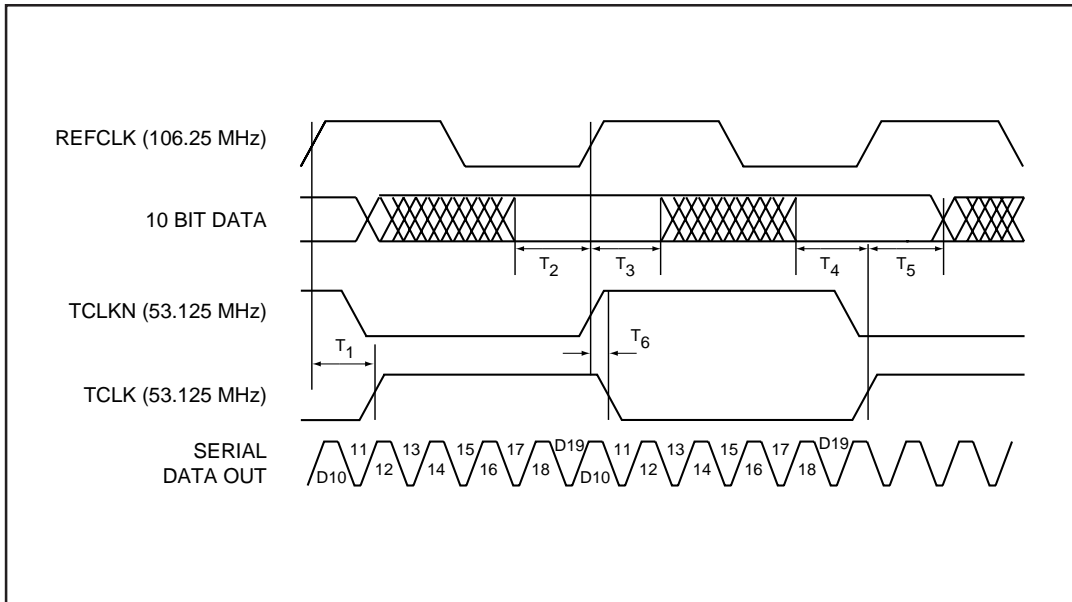 REFCLK (106.25 MHz)
10 BIT DATA
T2 T3 T4 T5
TCLKN (53.125 MHz)
T1 T6
TCLK (53.125 MHz)
SERIAL
DATA OUT
11 13 15 17 D19 11 13 15 17 D19
D10 12 14 16 18 D10 12 14 16 18